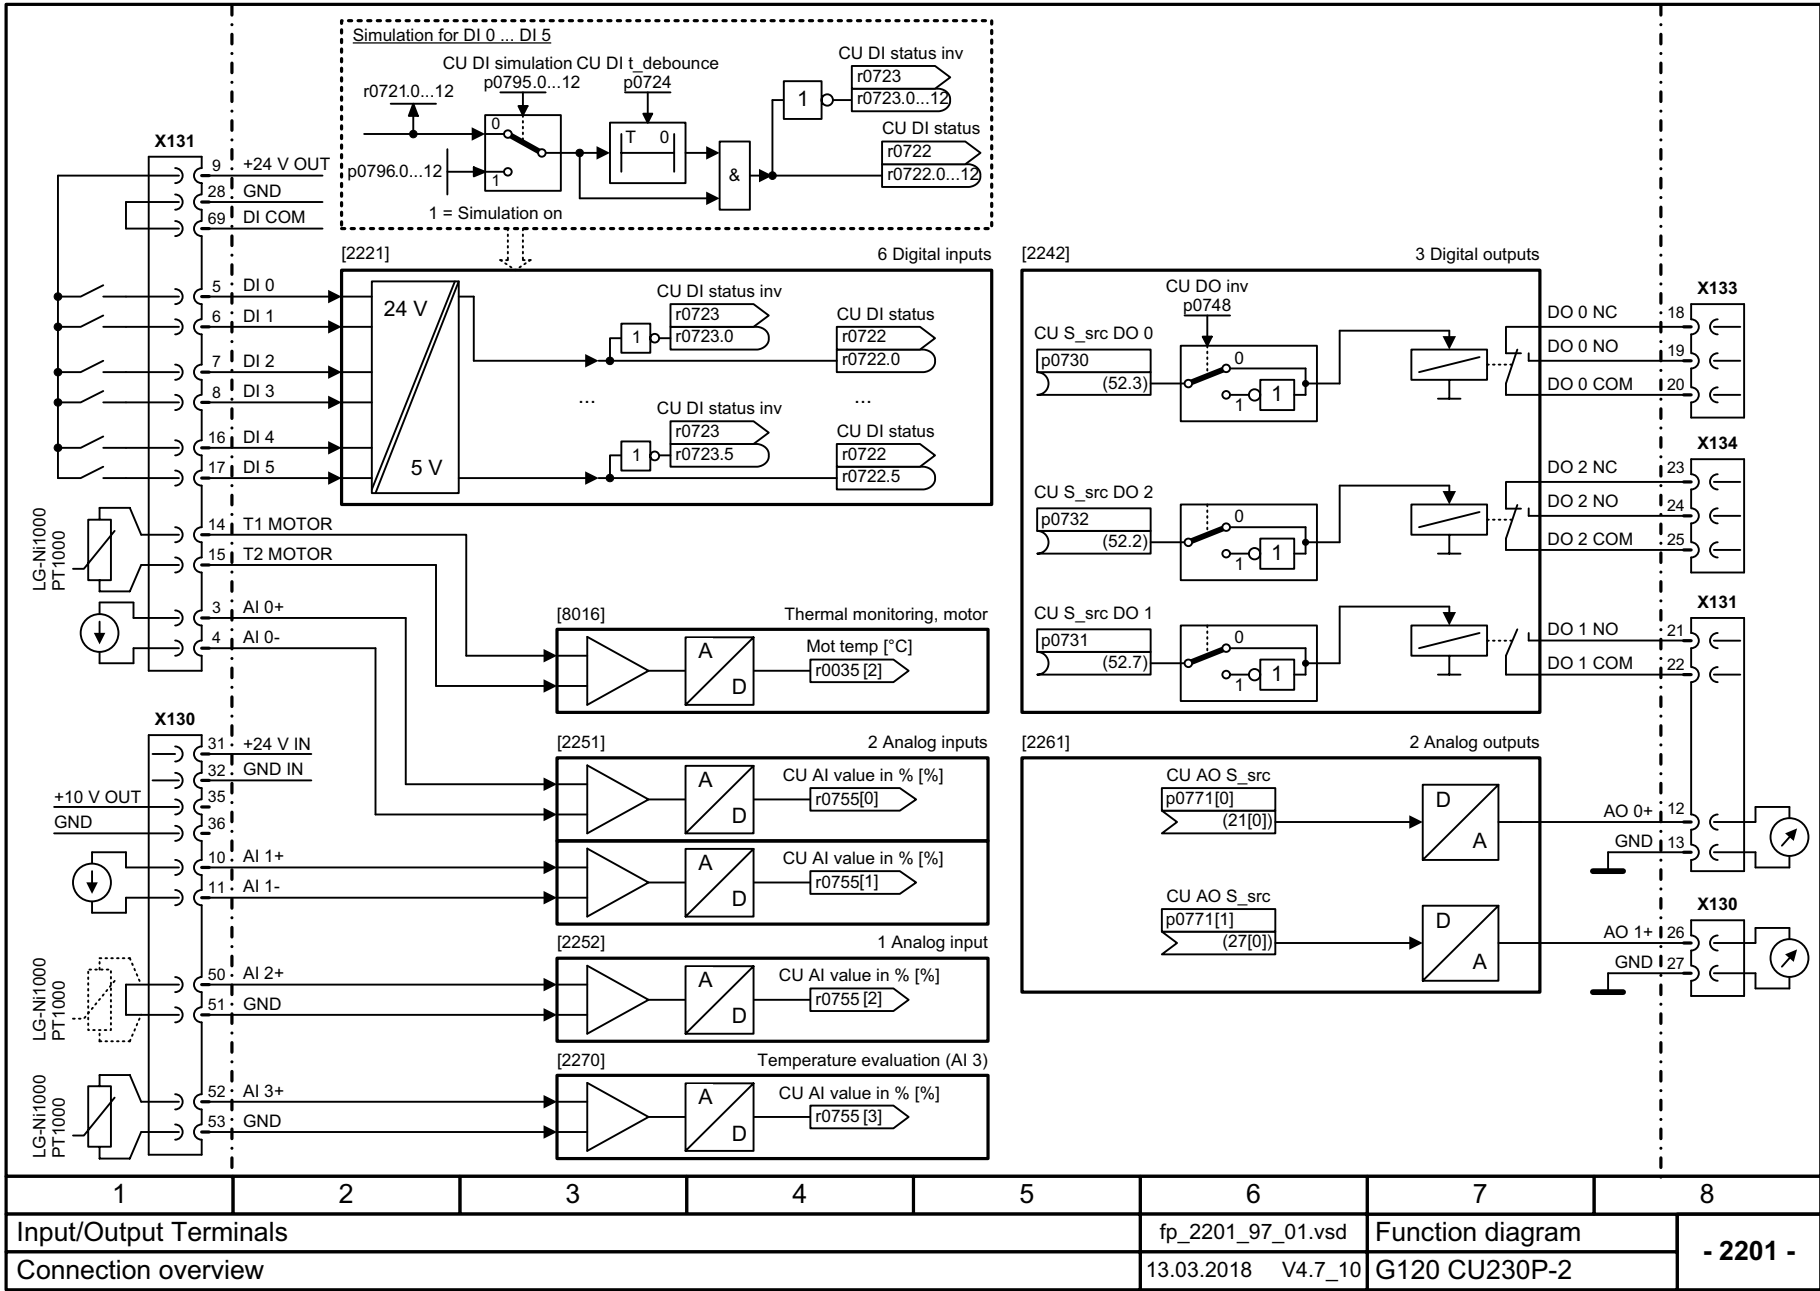 Simulation for DI 0 ... DI 5
CU DI simulation
p0795.0...12
CU DI t_debounce
p0724
r0721.0...12
p0796.0...12
0
1
1 = Simulation on
T 0
&
1
CU DI status inv
r0723
r0723.0...12
CU DI status
r0722
r0722.0...12
X131
9 +24 V OUT
28 GND
69 DI COM
5 DI 0
6 DI 1
7 DI 2
8 DI 3
16 DI 4
17 DI 5
LG-Ni1000
PT1000
14 T1 MOTOR
15 T2 MOTOR
3 AI 0+
4 AI 0-
X130
31 +24 V IN
32 GND IN
+10 V OUT 35
GND 36
10 AI 1+
11 AI 1-
LG-Ni1000
PT1000
50 AI 2+
51 GND
LG-Ni1000
PT1000
52 AI 3+
53 GND
[2221] 6 Digital inputs
24 V
5 V
CU DI status inv
r0723
1 r0723.0
CU DI status
r0722
r0722.0
... ...
CU DI status inv
r0723
1 r0723.5
CU DI status
r0722
r0722.5
[8016] Thermal monitoring, motor
A
D
Mot temp [°C]
r0035 [2]
[2251] 2 Analog inputs
A
D
CU AI value in % [%]
r0755[0]
A
D
CU AI value in % [%]
r0755[1]
[2252] 1 Analog input
A
D
CU AI value in % [%]
r0755 [2]
[2270] Temperature evaluation (AI 3)
A
D
CU AI value in % [%]
r0755 [3]
[2242] 3 Digital outputs
CU DO inv
p0748
CU S_src DO 0
p0730
(52.3)
0
1 1
CU S_src DO 2
p0732
(52.2)
0
1 1
CU S_src DO 1
p0731
(52.7)
0
1 1
X133
DO 0 NC 18
DO 0 NO 19
DO 0 COM 20
X134
DO 2 NC 23
DO 2 NO 24
DO 2 COM 25
X131
DO 1 NO 21
DO 1 COM 22
[2261] 2 Analog outputs
CU AO S_src
p0771[0]
(21[0])
D
A
AO 0+ 12
GND 13
CU AO S_src
p0771[1]
(27[0])
D
A
X130
AO 1+ 26
GND 27
1 2 3 4 5 6 7 8
Input/Output Terminals fp_2201_97_01.vsd Function diagram
- 2201 -
Connection overview 13.03.2018 V4.7_10 G120 CU230P-2